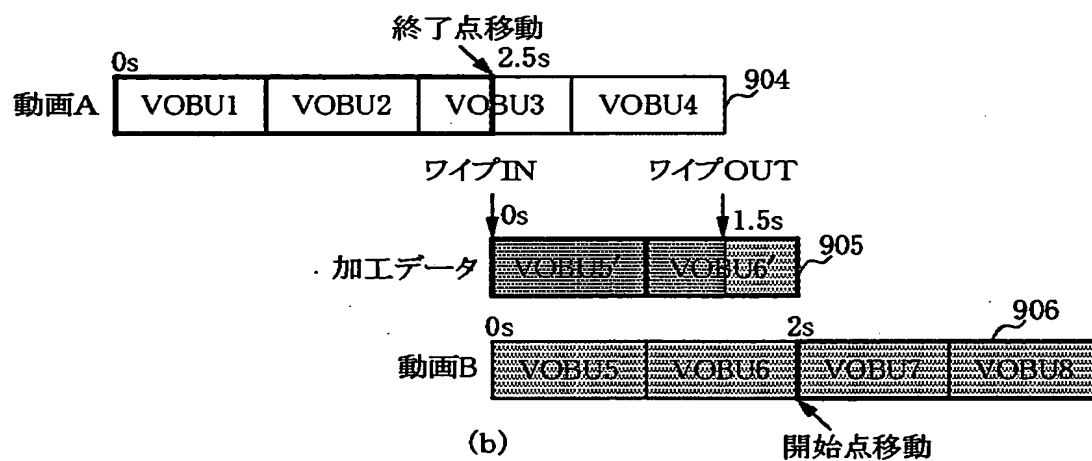 終了点移動
0s
2.5s
904
動画A
VOBU1 VOBU2 VOBU3 VOBU4
ワイプIN
ワイプOUT
0s
1.5s
905
加工データ
VOBU5′ VOBU6′
0s
2s
906
動画B
VOBU5 VOBU6 VOBU7 VOBU8
(b)
開始点移動